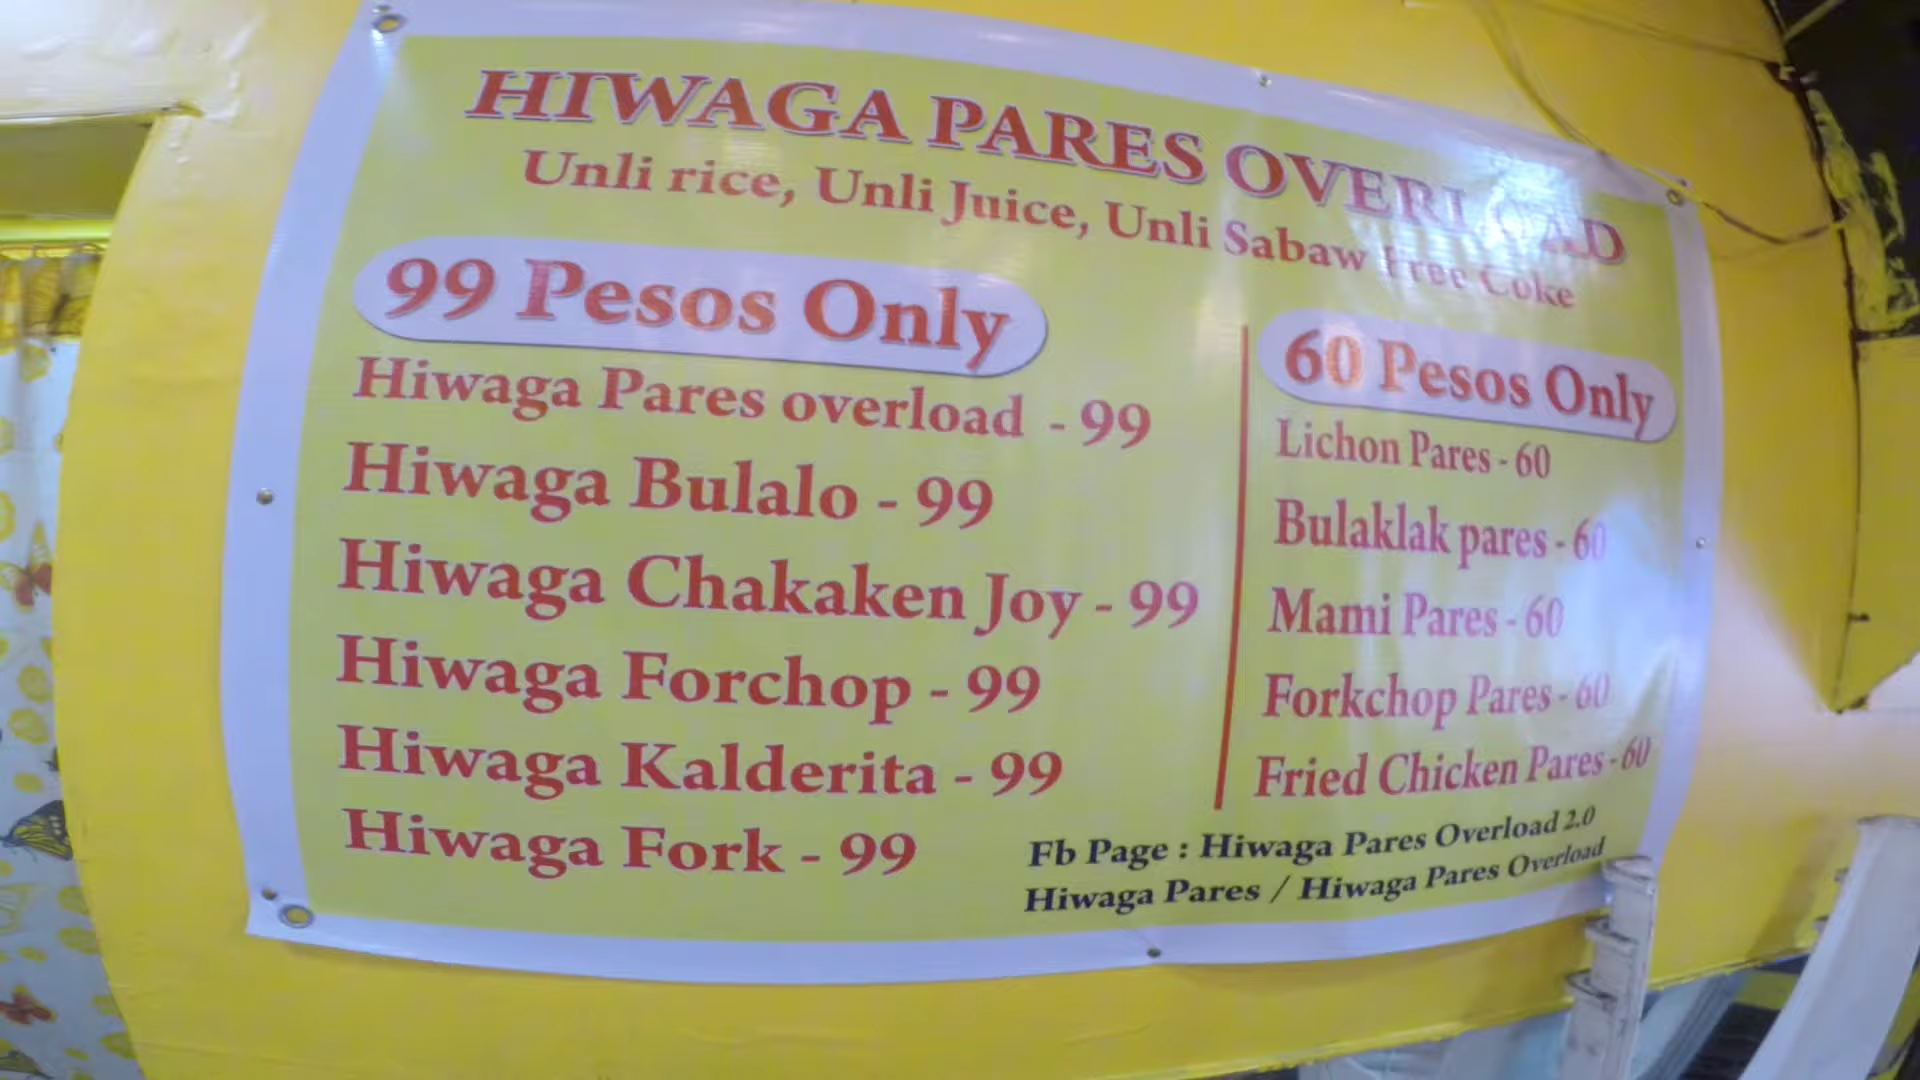 HIWAGA PARES OVERLOAD
Unli rice, Unli Juice, Unli Sabaw Free Coke
99 Pesos Only
Hiwaga Pares overload - 99
Hiwaga Bulalo - 99
Hiwaga Chakaken Joy - 99
Hiwaga Forchop - 99
Hiwaga Kalderita - 99
Hiwaga Fork - 99
60 Pesos Only
Lichon Pares - 60
Bulaklak pares - 60
Mami Pares - 60
Forkchop Pares - 60
Fried Chicken Pares - 60
Fb Page : Hiwaga Pares Overload 2.0
Hiwaga Pares / Hiwaga Pares Overload